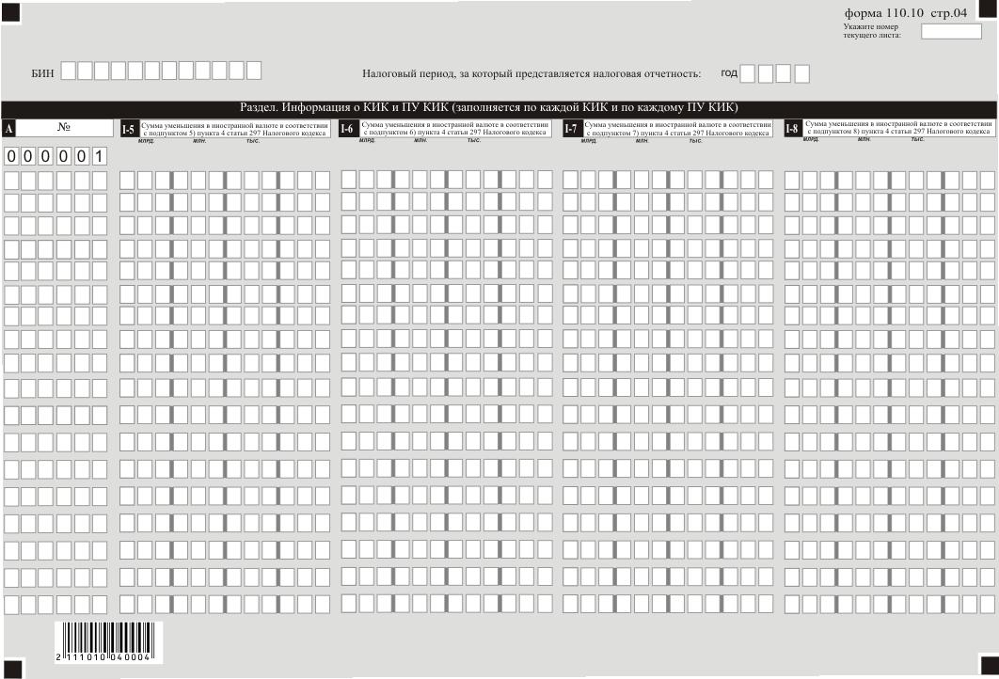 форма 110.10 стр.04
Укажите номер
текущего листа:
БИН
Налоговый период, за который представляется налоговая отчетность: год
Раздел. Информация о КИК и ПУ КИК (заполняется по каждой КИК и по каждому ПУ КИК)
A №
I-5 Сумма уменьшения в иностранной валюте в соответствии
с подпунктом 5) пункта 4 статьи 297 Налогового кодекса
млрд. млн. тыс.
I-6 Сумма уменьшения в иностранной валюте в соответствии
с подпунктом 6) пункта 4 статьи 297 Налогового кодекса
млрд. млн. тыс.
I-7 Сумма уменьшения в иностранной валюте в соответствии
с подпунктом 7) пункта 4 статьи 297 Налогового кодекса
млрд. млн. тыс.
I-8 Сумма уменьшения в иностранной валюте в соответствии
с подпунктом 8) пункта 4 статьи 297 Налогового кодекса
млрд. млн. тыс.
000001
2 111010 040004